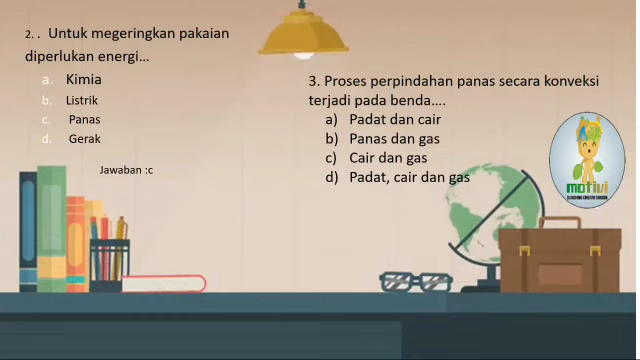 2. . Untuk megeringkan pakaian
diperlukan energi...
a. Kimia
b. Listrik
c. Panas
d. Gerak
Jawaban :c
3. Proses perpindahan panas secara konveksi
terjadi pada benda....
a) Padat dan cair
b) Panas dan gas
c) Cair dan gas
d) Padat, cair dan gas
motivi